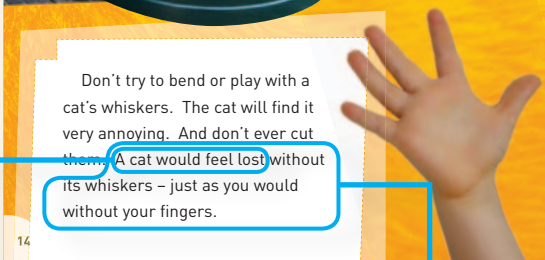 Don't try to bend or play with a
cat's whiskers. The cat will find it
very annoying. And don't ever cut
them. A cat would feel lost without
its whiskers – just as you would
without your fingers.
14